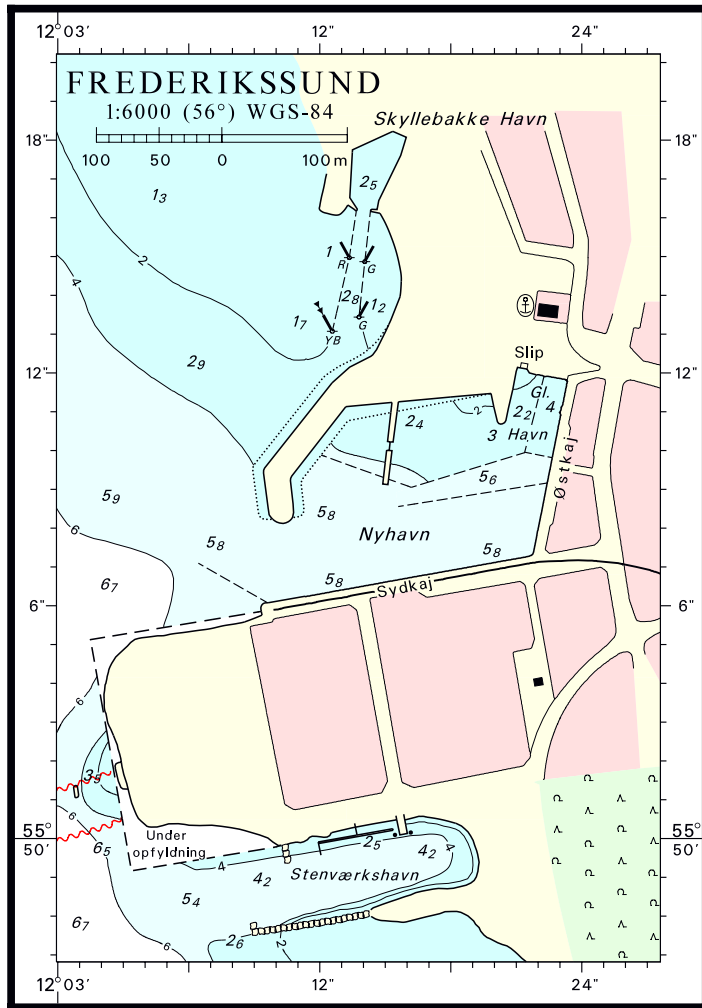 12° 03′ 12″ 24″
FREDERIKSSUND
1:6000 (56°) WGS-84
100 50 0 100 m
Skyllebakke Havn
18″ 18″
2₅
1₃
1
R G
2
2₈ 1₂
4
1₇
YB G
Slip
12″ 12″
2₉
Gl.
2 2₂ 4
2₄
3 Havn
5₆
Østkaj
5₉
5₈
6
Nyhavn
5₈ 5₈
6₇
5₈
Sydkaj
6″ 6″
6
3₅
6
Under
opfyldning
55° 55°
50′ 50′
6₅
2₅
4₂ 4
4
4₂
Stenværkshavn
5₄
6₇
6
2₆ 2
12° 03′ 12″ 24″